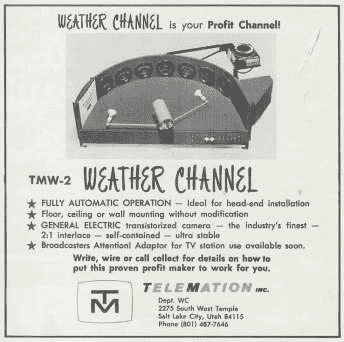 WEATHER CHANNEL is your Profit Channel!
TMW-2 WEATHER CHANNEL
★ FULLY AUTOMATIC OPERATION — Ideal for head-end installation
★ Floor, ceiling or wall mounting without modification
★ GENERAL ELECTRIC transistorized camera — the industry's finest —
2:1 interlace — self-contained — ultra stable
★ Broadcasters Attention! Adaptor for TV station use available soon.
Write, wire or call collect for details on how to
put this proven profit maker to work for you.
TM
TELEMATION INC.
Dept. WC
2275 South West Temple
Salt Lake City, Utah 84115
Phone (801) 487-7646